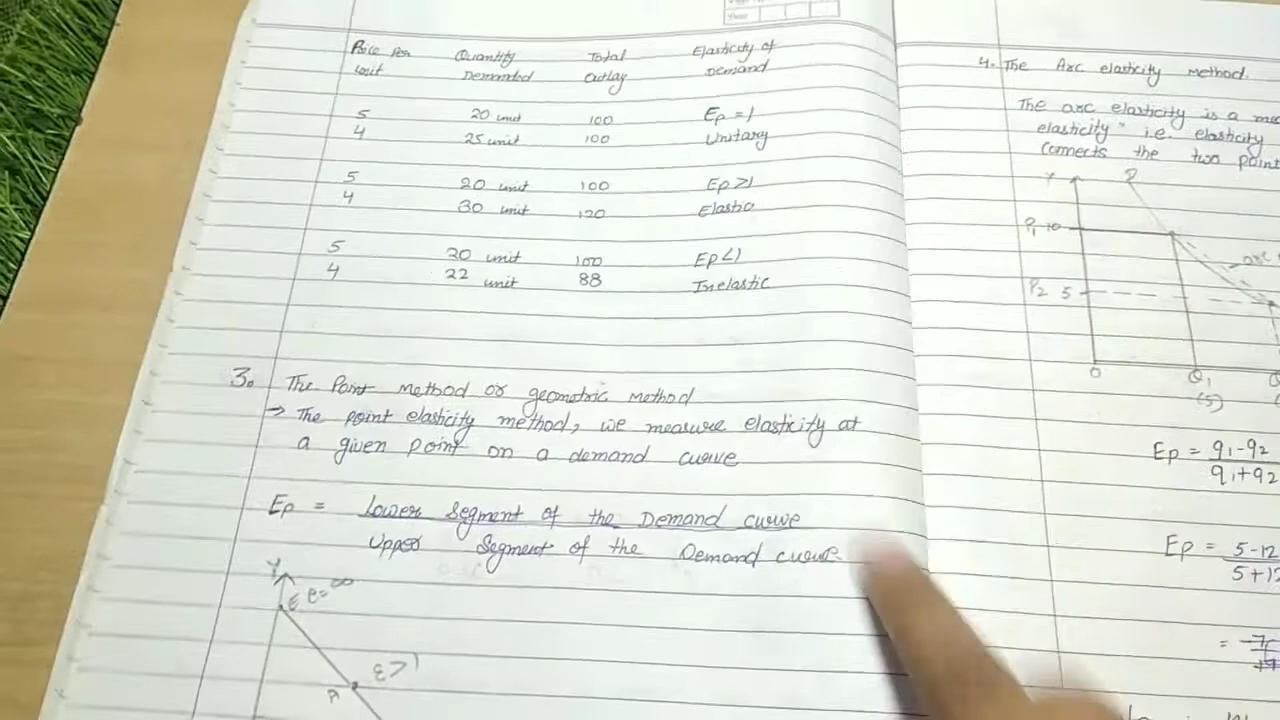 Price Per Quantity Total Elasticity of
unit Demanded outlay Demand
5 20 unit 100 Ep = 1
4 25 unit 100 Unitary
5 20 unit 100 Ep>1
4 30 unit 120 Elastic
5 20 unit 100 Ep<1
4 22 unit 88 Inelastic
3. The Point method or geometric method
→ The point elasticity method, we measure elasticity at
a given point on a demand curve
Ep = Lower Segment of the Demand curve
Upper Segment of the Demand curve
Y
E e=∞
A E>1
4. The Arc elasticity method.
The arc elasticity is a
elasticity" i.e. elasticity
connects the two
Y D
P1 10
arc
P2 5
0 Q1
(5)
Ep = q1-q2
q1+q2
Ep = 5-12
5+12
= -7